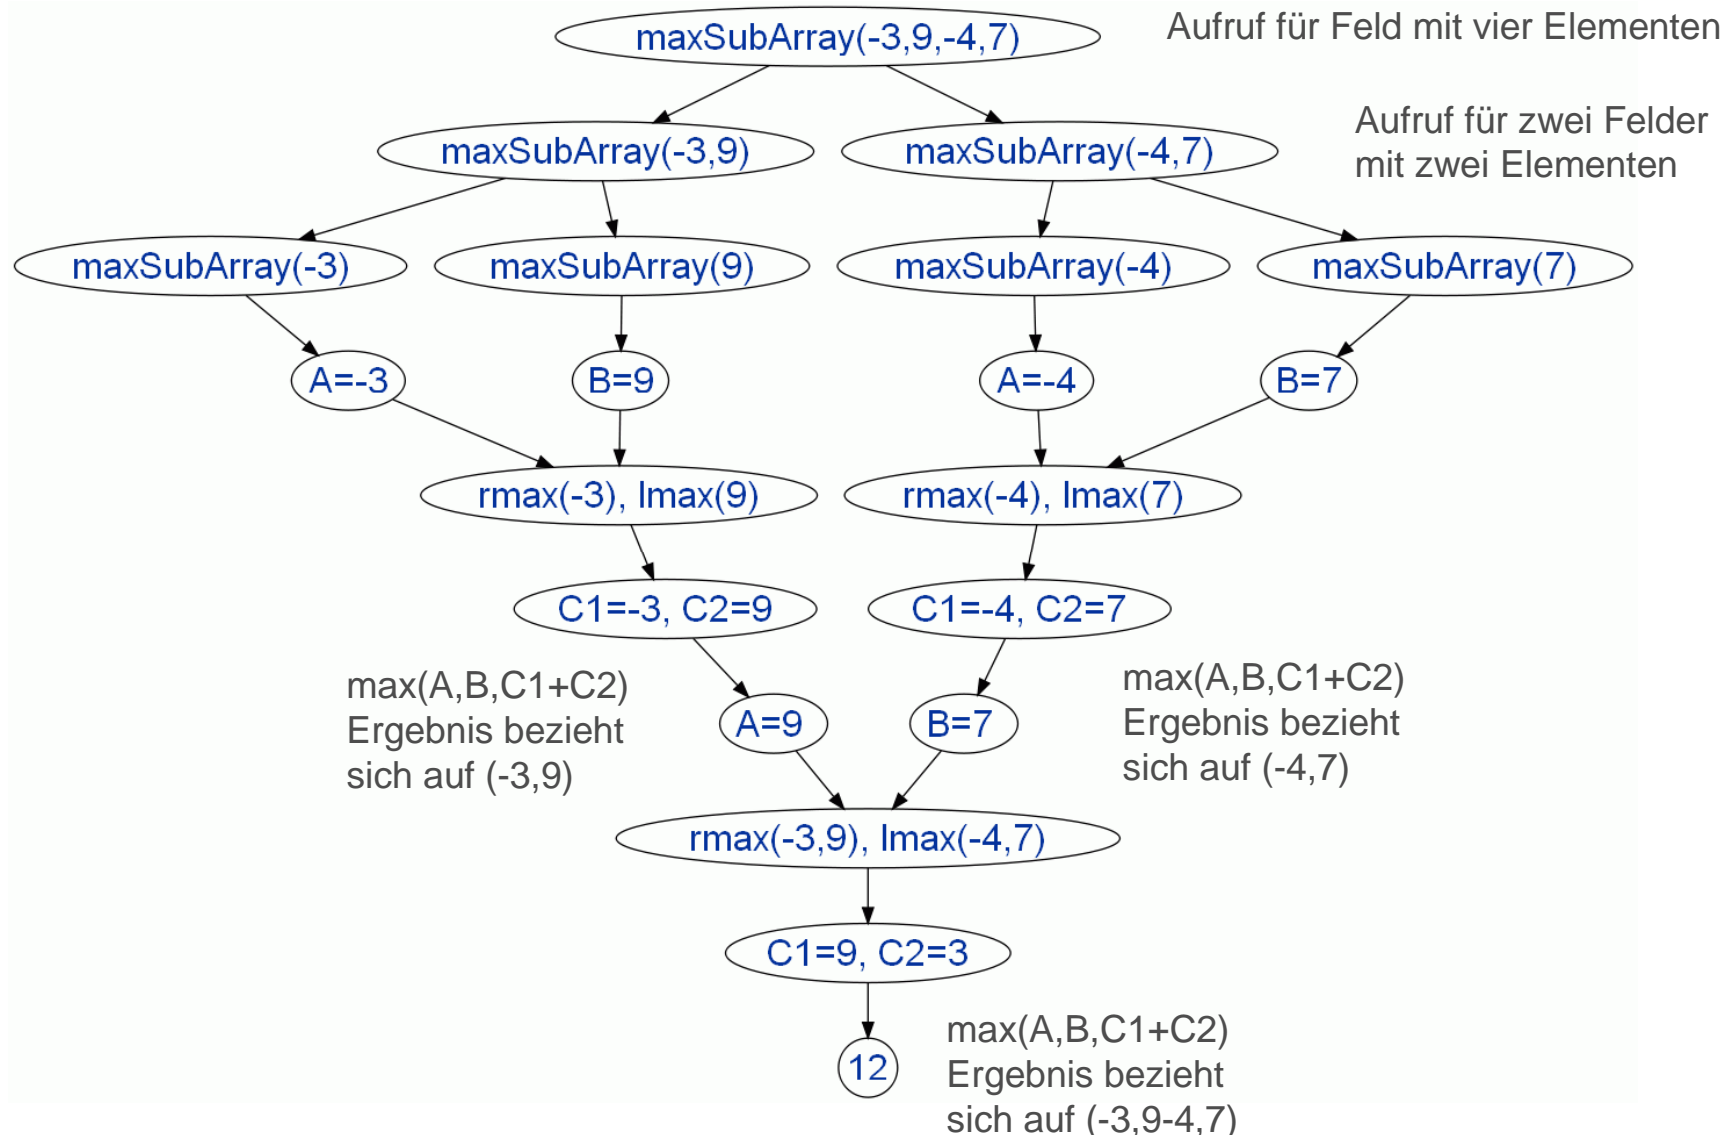 maxSubArray(-3,9,-4,7)
Aufruf für Feld mit vier Elementen
Aufruf für zwei Felder
mit zwei Elementen
maxSubArray(-3,9)
maxSubArray(-4,7)
maxSubArray(-3)
maxSubArray(9)
maxSubArray(-4)
maxSubArray(7)
A=-3
B=9
A=-4
B=7
rmax(-3), lmax(9)
rmax(-4), lmax(7)
C1=-3, C2=9
C1=-4, C2=7
max(A,B,C1+C2)
Ergebnis bezieht
sich auf (-3,9)
A=9
B=7
max(A,B,C1+C2)
Ergebnis bezieht
sich auf (-4,7)
rmax(-3,9), lmax(-4,7)
C1=9, C2=3
12
max(A,B,C1+C2)
Ergebnis bezieht
sich auf (-3,9-4,7)